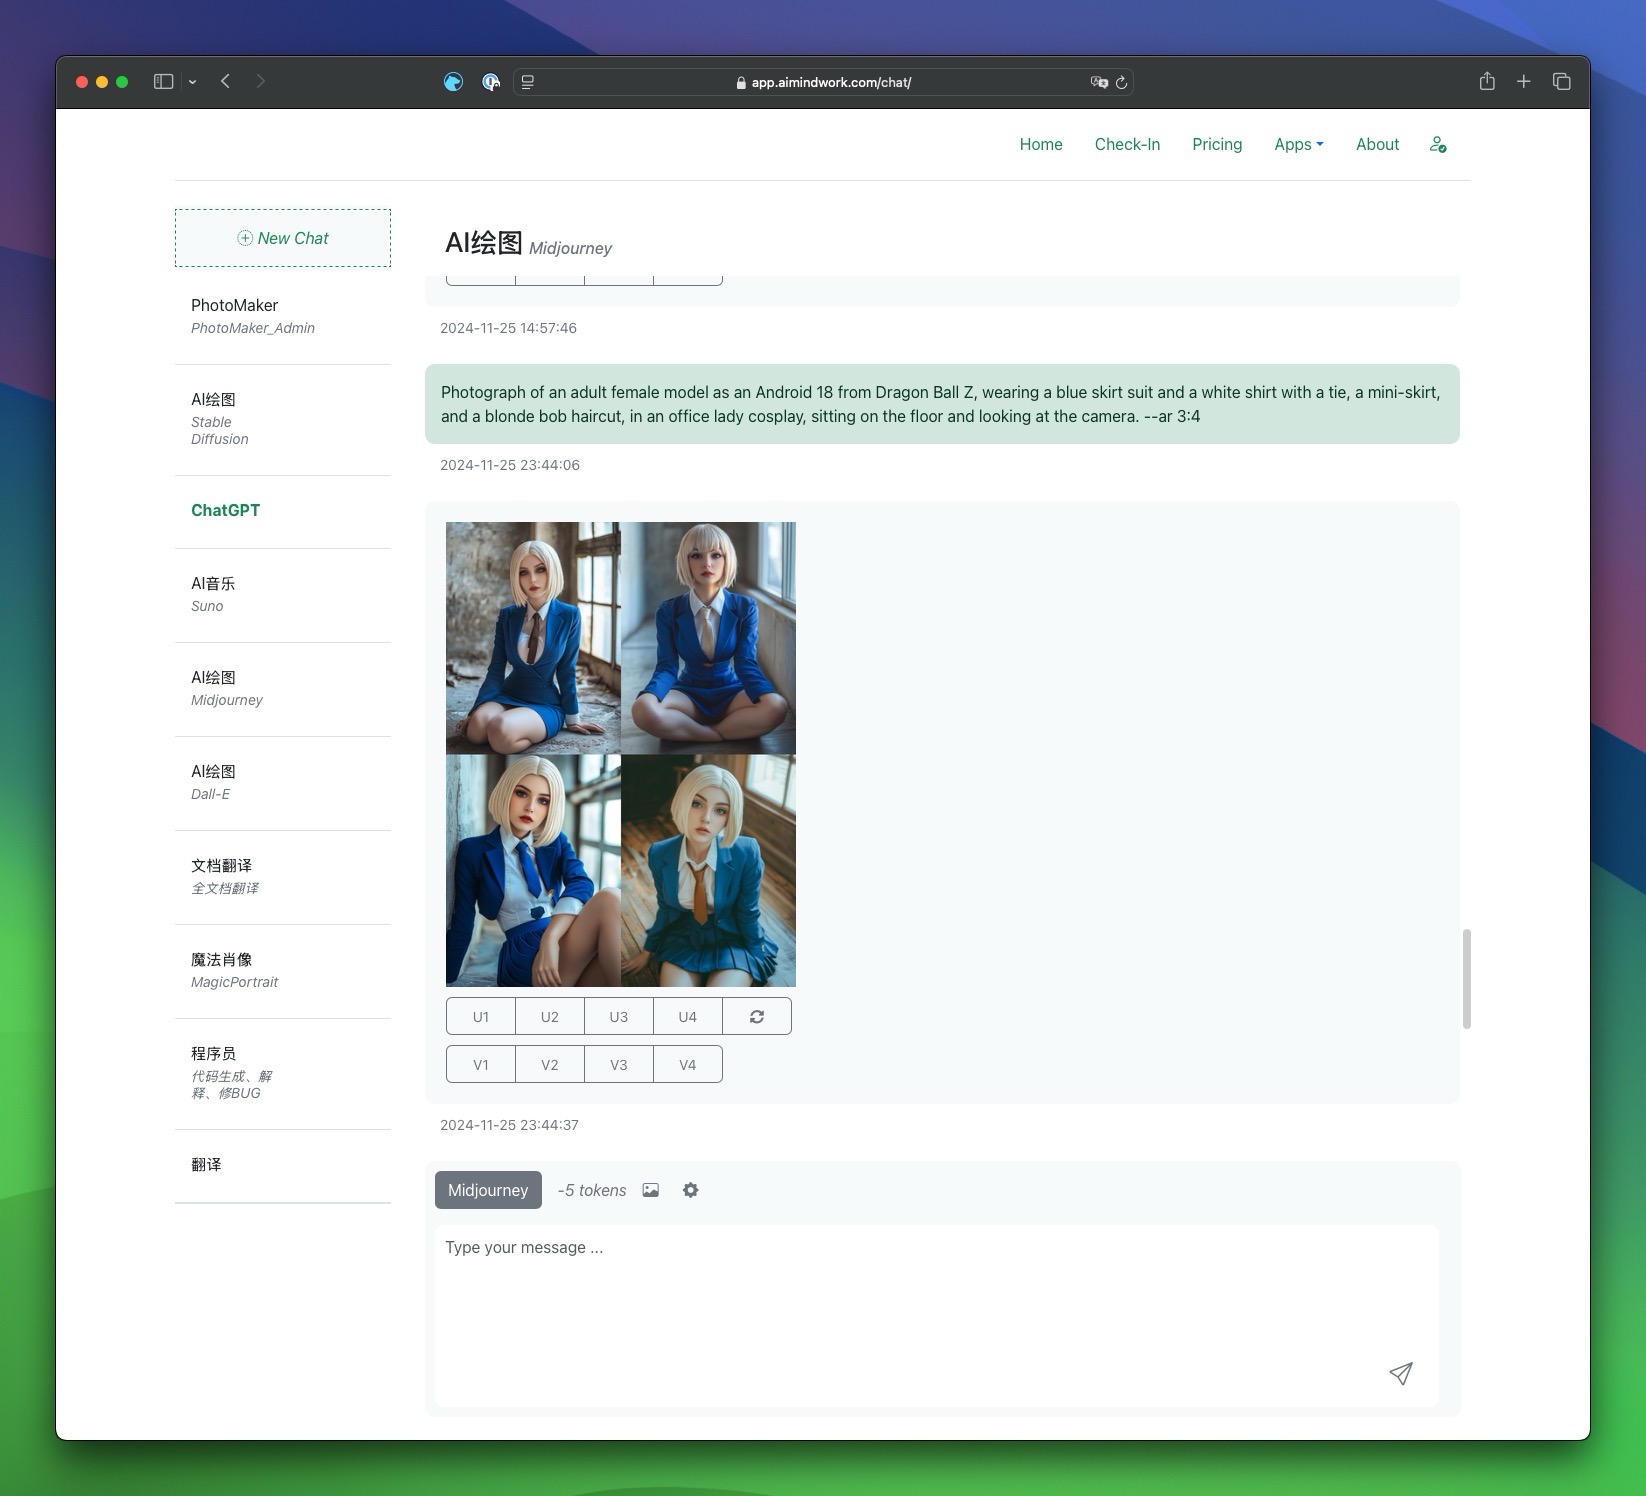 app.aimindwork.com/chat/
Home Check-In Pricing Apps About
New Chat
PhotoMaker
PhotoMaker_Admin
AI绘图
Stable
Diffusion
ChatGPT
AI音乐
Suno
AI绘图
Midjourney
AI绘图
Dall-E
文档翻译
全文档翻译
魔法肖像
MagicPortrait
程序员
代码生成、解
释、修BUG
翻译
AI绘图 Midjourney
2024-11-25 14:57:46
Photograph of an adult female model as an Android 18 from Dragon Ball Z, wearing a blue skirt suit and a white shirt with a tie, a mini-skirt,
and a blonde bob haircut, in an office lady cosplay, sitting on the floor and looking at the camera. --ar 3:4
2024-11-25 23:44:06
U1 U2 U3 U4
V1 V2 V3 V4
2024-11-25 23:44:37
Midjourney -5 tokens
Type your message ...